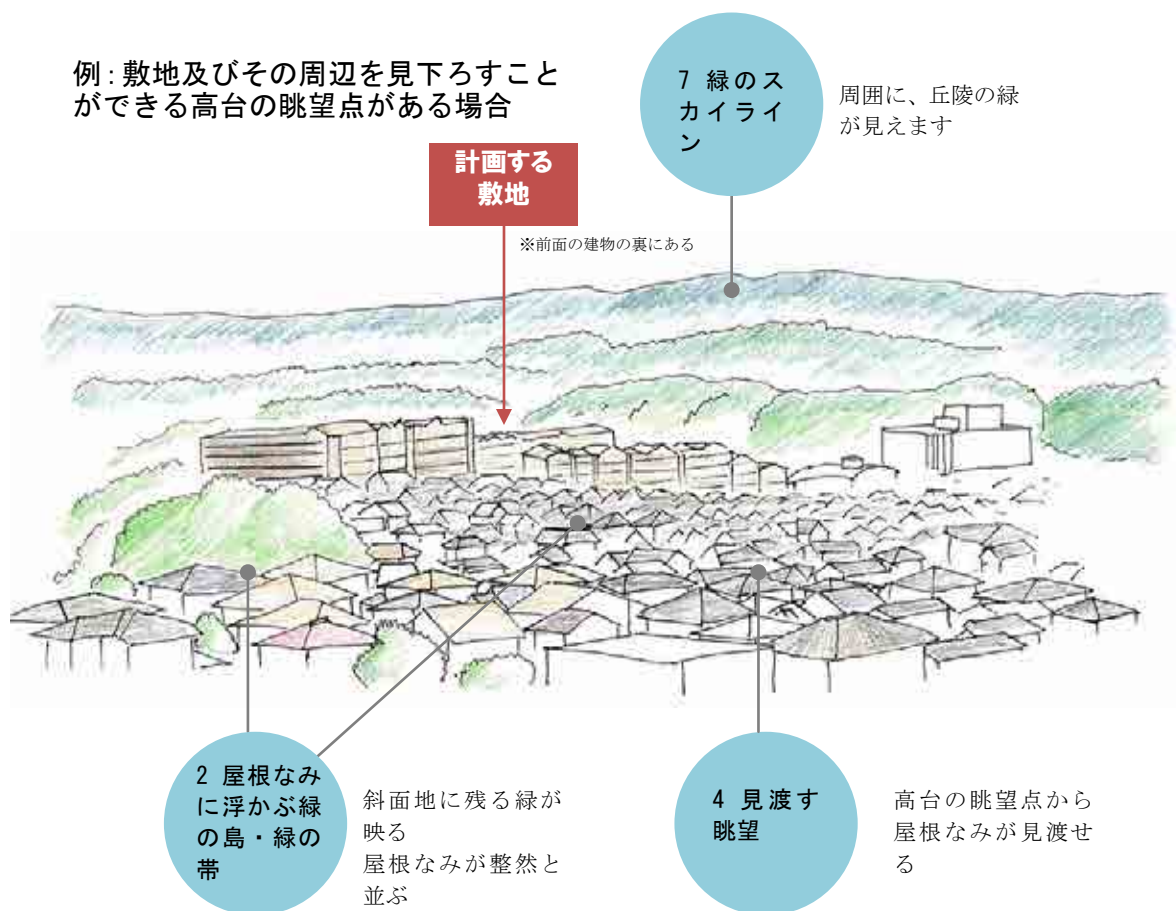 例：敷地及びその周辺を見下ろすこと
ができる高台の眺望点がある場合
7 緑のス
カイライ
ン
周囲に、丘陵の緑
が見えます
計画する
敷地
※前面の建物の裏にある
2 屋根なみ
に浮かぶ緑
の島・緑の
帯
斜面地に残る緑が
映る
屋根なみが整然と
並ぶ
4 見渡す
眺望
高台の眺望点から
屋根なみが見渡せ
る